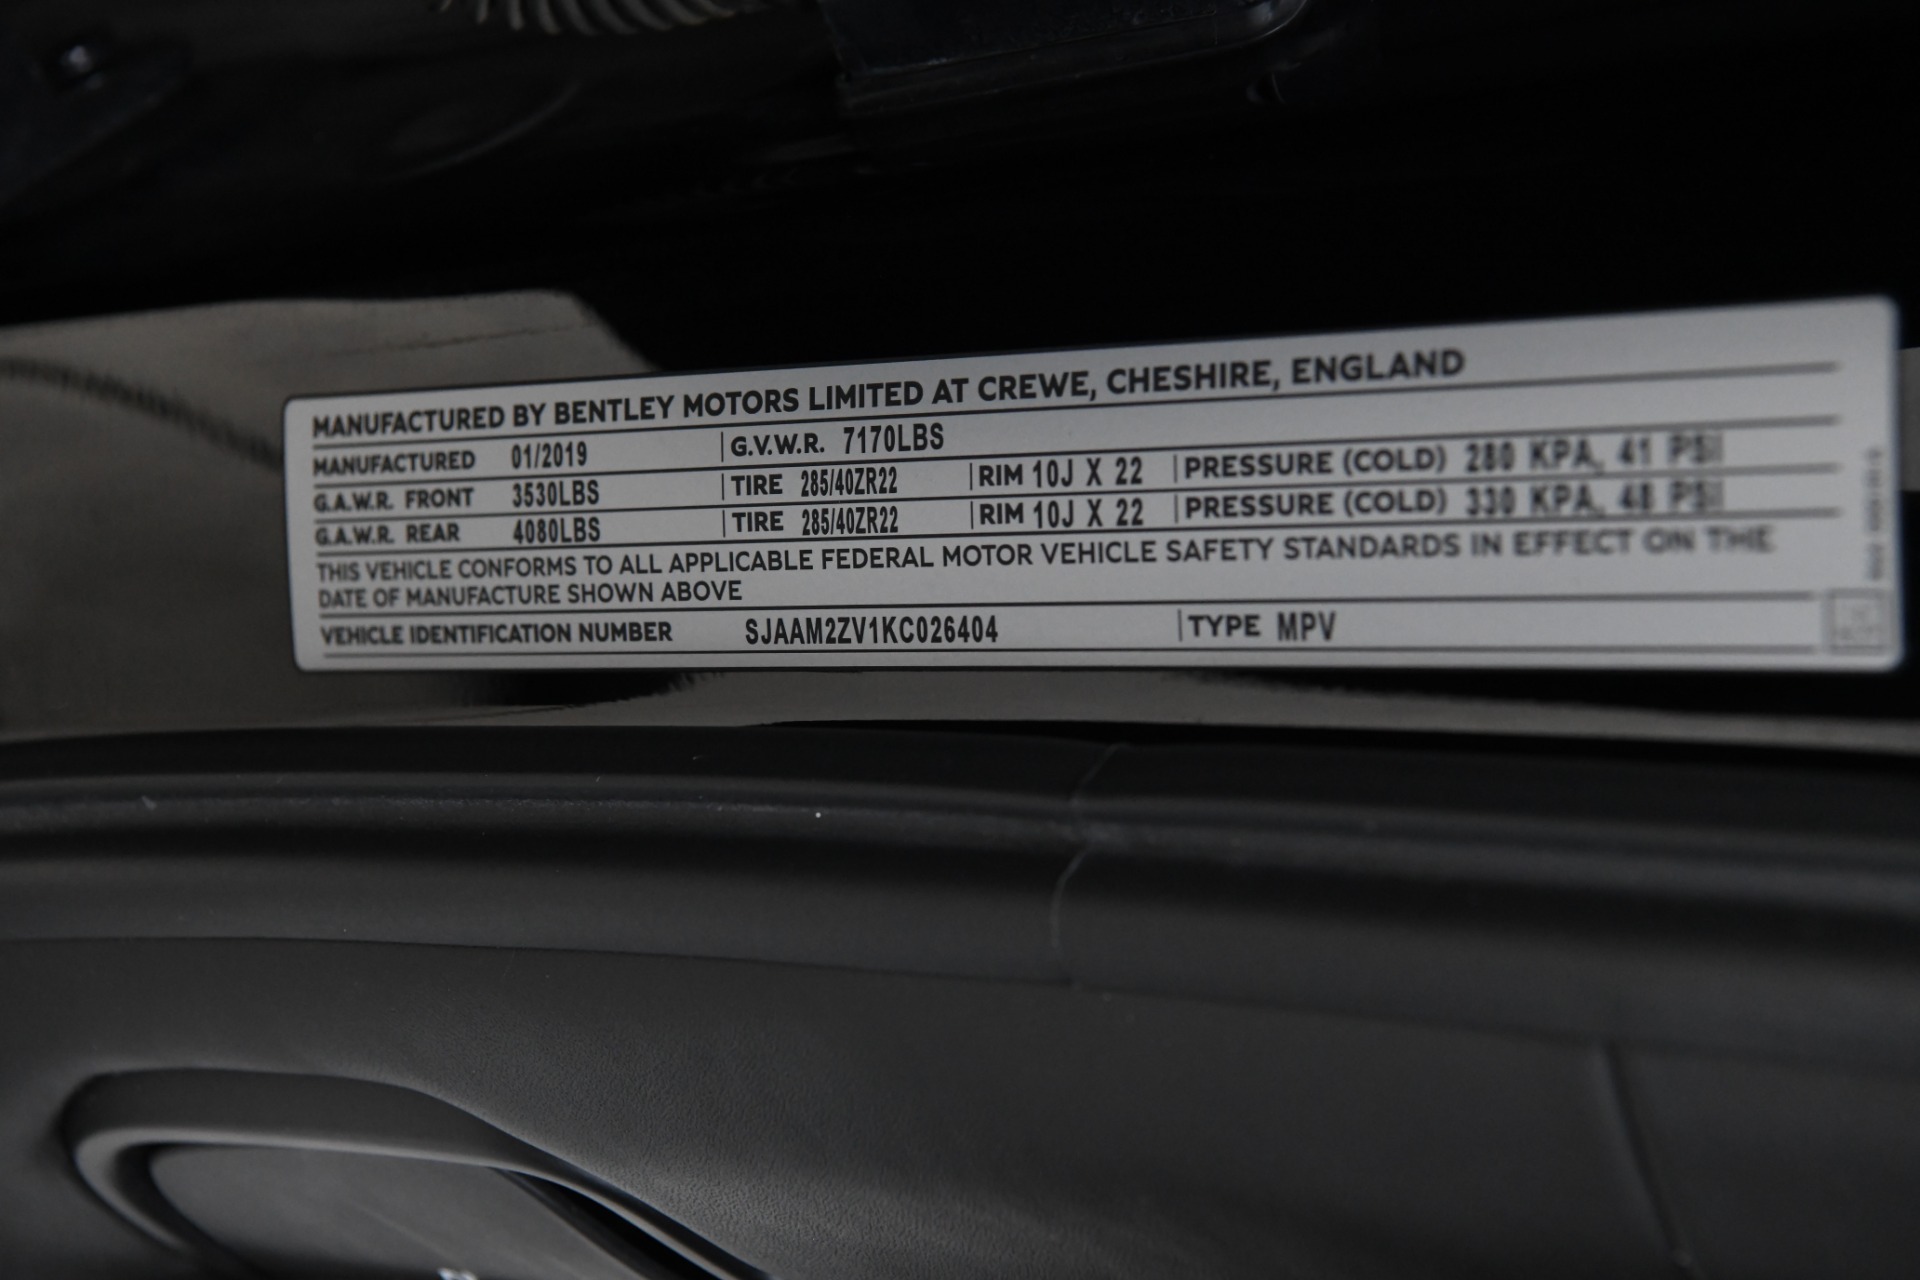 MANUFACTURED BY BENTLEY MOTORS LIMITED AT CREWE, CHESHIRE, ENGLAND
MANUFACTURED 01/2019 G.V.W.R. 7170LBS
G.A.W.R. FRONT 3530LBS TIRE 285/40ZR22 RIM 10J X 22 PRESSURE (COLD) 280 KPA, 41 PSI
G.A.W.R. REAR 4080LBS TIRE 285/40ZR22 RIM 10J X 22 PRESSURE (COLD) 330 KPA, 48 PSI
THIS VEHICLE CONFORMS TO ALL APPLICABLE FEDERAL MOTOR VEHICLE SAFETY STANDARDS IN EFFECT ON THE
DATE OF MANUFACTURE SHOWN ABOVE
VEHICLE IDENTIFICATION NUMBER SJAAM2ZV1KC026404 TYPE MPV